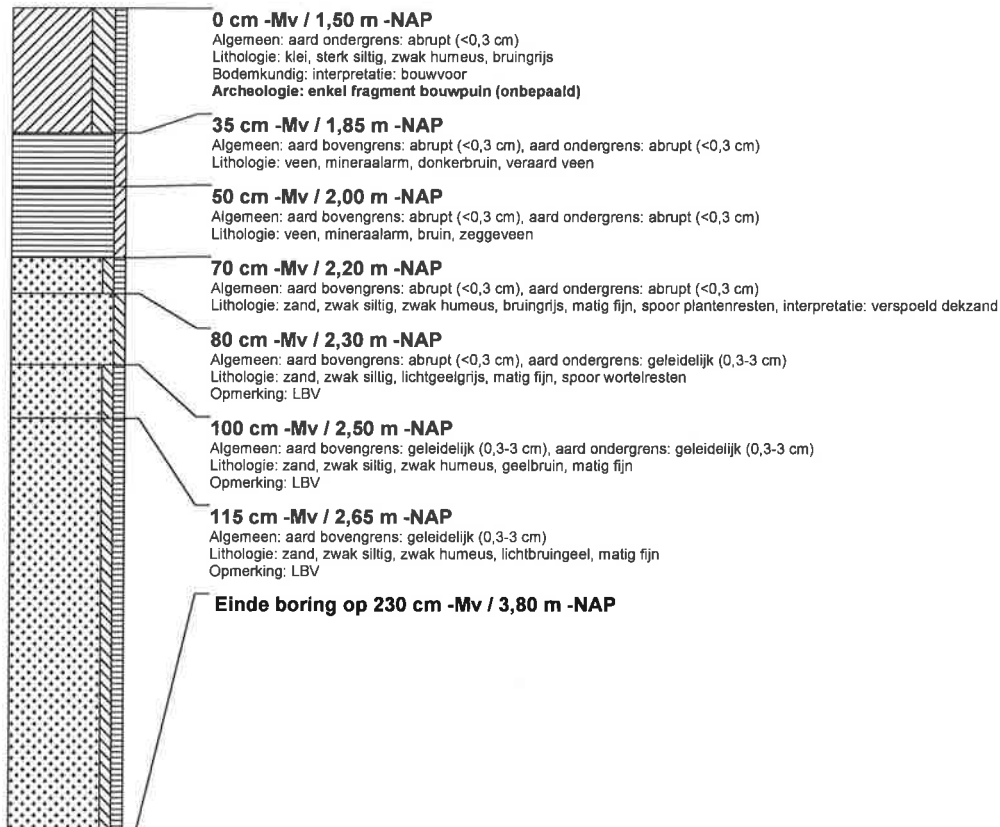 0 cm -Mv / 1,50 m -NAP
Algemeen: aard ondergrens: abrupt (<0,3 cm)
Lithologie: klei, sterk siltig, zwak humeus, bruingrijs
Bodemkundig: interpretatie: bouwvoor
Archeologie: enkel fragment bouwpuin (onbepaald)
35 cm -Mv / 1,85 m -NAP
Algemeen: aard bovengrens: abrupt (<0,3 cm), aard ondergrens: abrupt (<0,3 cm)
Lithologie: veen, mineraalarm, donkerbruin, veraard veen
50 cm -Mv / 2,00 m -NAP
Algemeen: aard bovengrens: abrupt (<0,3 cm), aard ondergrens: abrupt (<0,3 cm)
Lithologie: veen, mineraalarm, bruin, zeggeveen
70 cm -Mv / 2,20 m -NAP
Algemeen: aard bovengrens: abrupt (<0,3 cm), aard ondergrens: abrupt (<0,3 cm)
Lithologie: zand, zwak siltig, zwak humeus, bruingrijs, matig fijn, spoor plantenresten, interpretatie: verspoeld dekzand
80 cm -Mv / 2,30 m -NAP
Algemeen: aard bovengrens: abrupt (<0,3 cm), aard ondergrens: geleidelijk (0,3-3 cm)
Lithologie: zand, zwak siltig, lichtgeelgrijs, matig fijn, spoor wortelresten
Opmerking: LBV
100 cm -Mv / 2,50 m -NAP
Algemeen: aard bovengrens: geleidelijk (0,3-3 cm), aard ondergrens: geleidelijk (0,3-3 cm)
Lithologie: zand, zwak siltig, zwak humeus, geelbruin, matig fijn
Opmerking: LBV
115 cm -Mv / 2,65 m -NAP
Algemeen: aard bovengrens: geleidelijk (0,3-3 cm)
Lithologie: zand, zwak siltig, zwak humeus, lichtbruingeel, matig fijn
Opmerking: LBV
Einde boring op 230 cm -Mv / 3,80 m -NAP